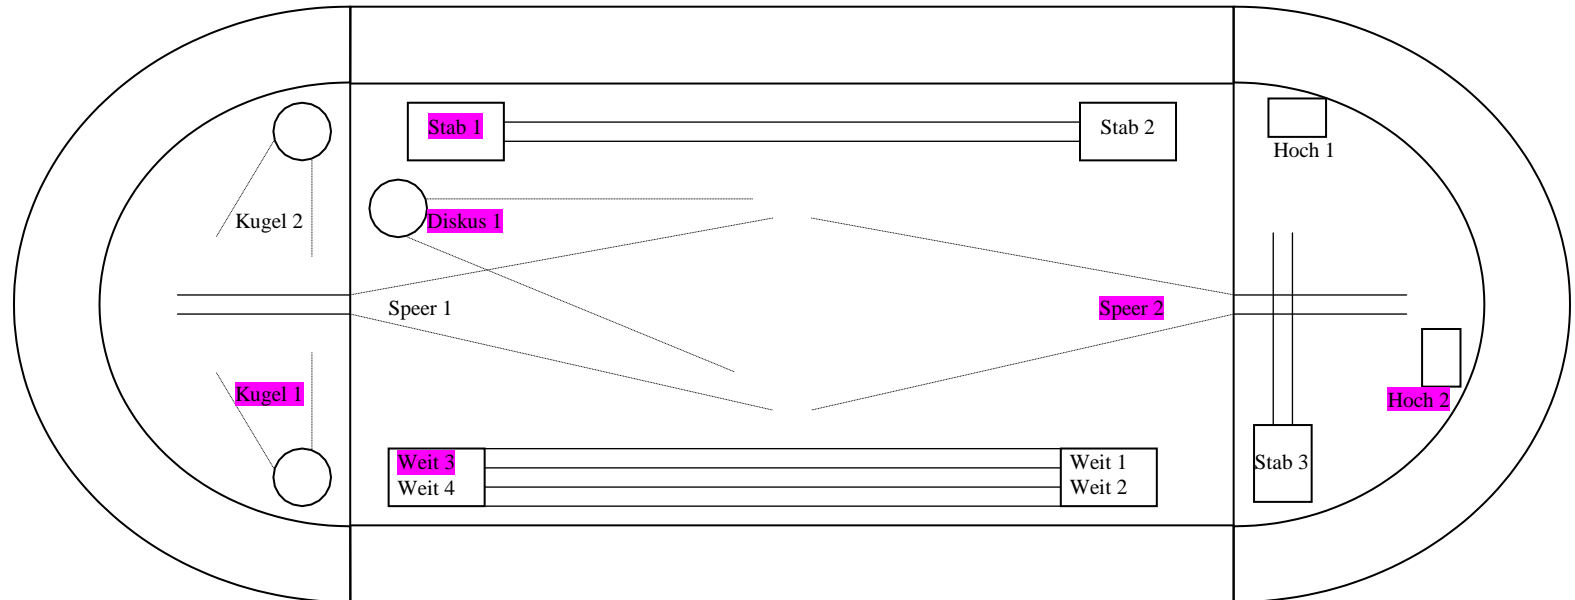 Stab 1
Stab 2
Hoch 1
Kugel 2
Diskus 1
Speer 1
Speer 2
Kugel 1
Hoch 2
Weit 3
Weit 4
Weit 1
Weit 2
Stab 3